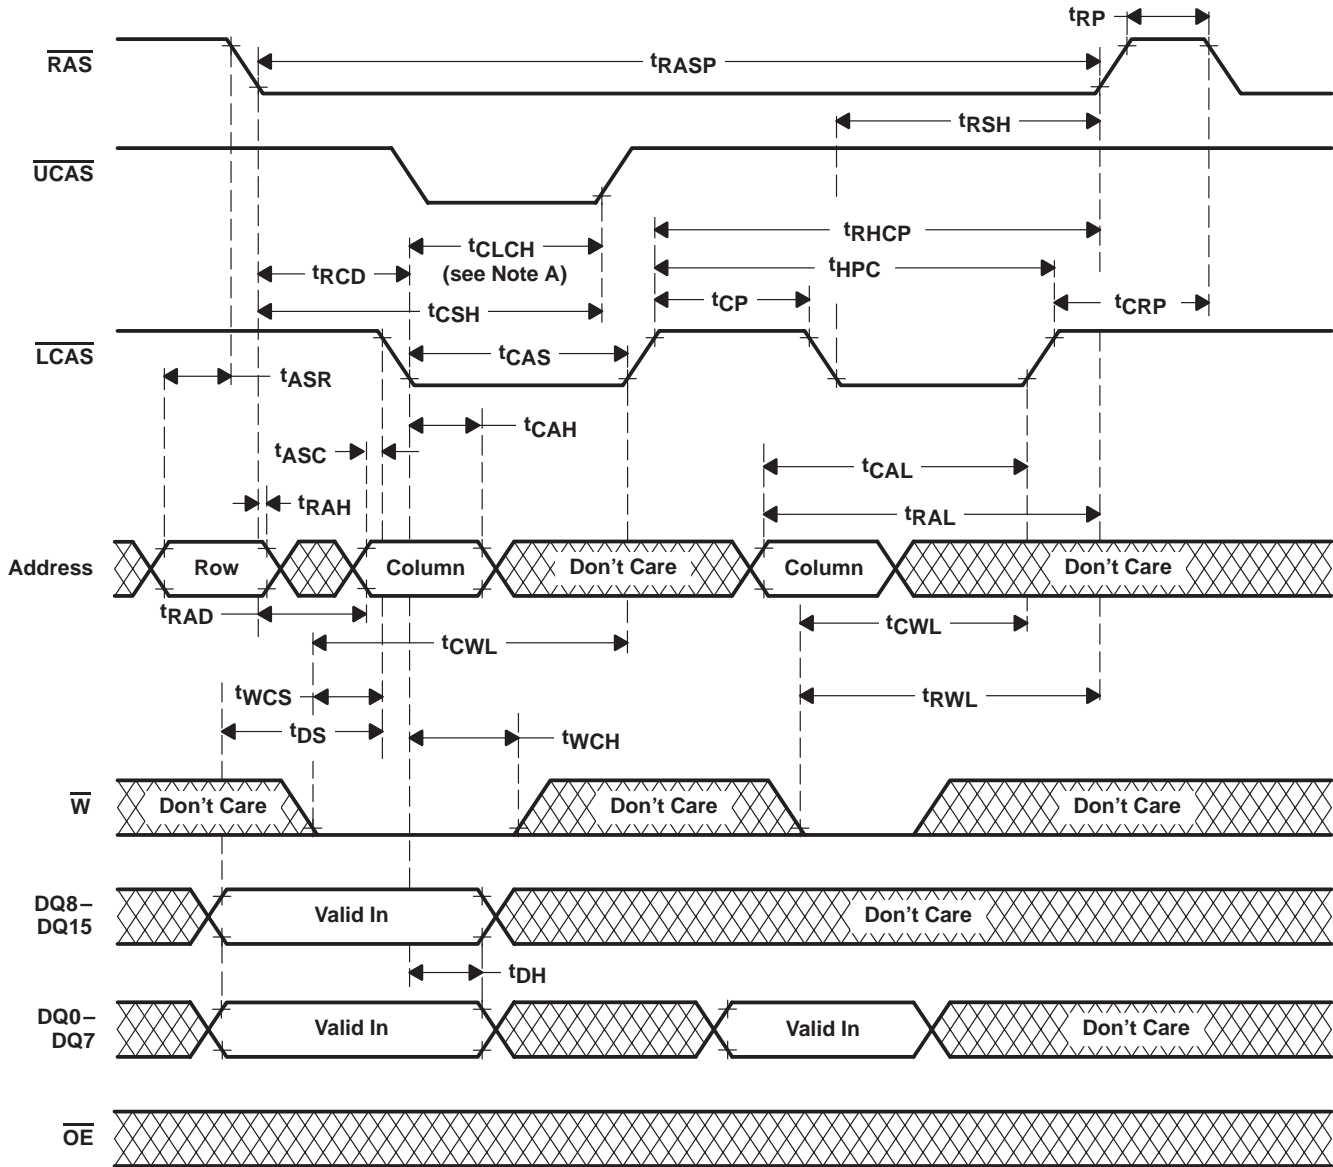 tRP
RAS
tRASP
tRSH
UCAS
tCLCH
(see Note A)
tRHCP
tRCD
tHPC
tCSH
tCP
tCRP
LCAS
tCAS
tASR
tCAH
tASC
tCAL
tRAH
tRAL
Address
Row
Column
Don't Care
Column
Don't Care
tRAD
tCWL
tCWL
tWCS
tRWL
tDS
tWCH
W
Don't Care
Don't Care
Don't Care
DQ8–
DQ15
Valid In
Don't Care
tDH
DQ0–
DQ7
Valid In
Valid In
Don't Care
OE